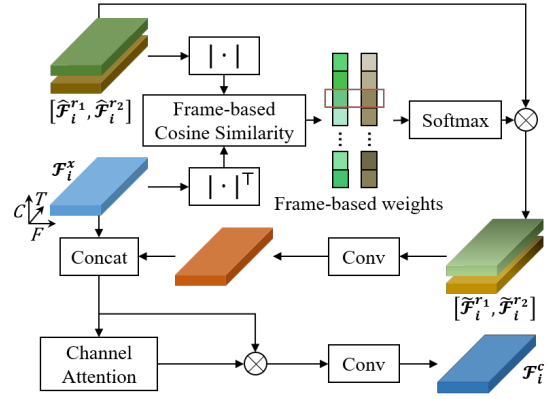 | · |
[𝓕̂ᵢ^{r₁}, 𝓕̂ᵢ^{r₂}]
Frame-based
Cosine Similarity
Softmax
⊗
𝓕ᵢ^x
| · |^⊤
Frame-based weights
C
T
F
Concat
Conv
[𝓕̃ᵢ^{r₁}, 𝓕̃ᵢ^{r₂}]
Channel
Attention
⊗
Conv
𝓕ᵢ^c